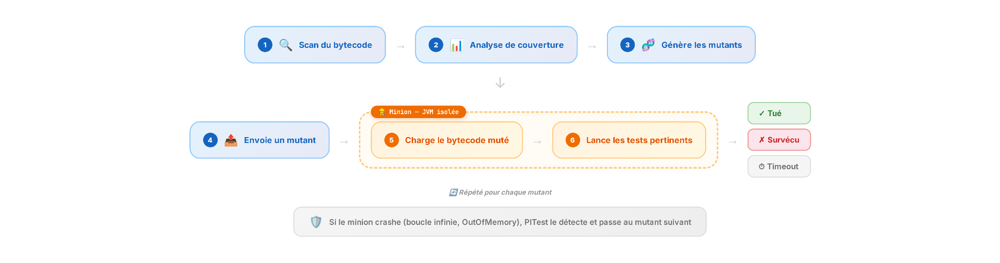 1 🔍 Scan du bytecode → 2 📊 Analyse de couverture → 3 🧬 Génère les mutants
↓
👷 Minion — JVM isolée
4 📤 Envoie un mutant → 5 Charge le bytecode muté → 6 Lance les tests pertinents →
✓ Tué
✗ Survécu
⏱ Timeout
🔄 Répété pour chaque mutant
🛡️ Si le minion crashe (boucle infinie, OutOfMemory), PITest le détecte et passe au mutant suivant